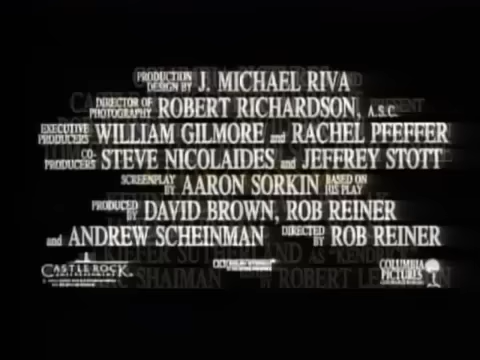 PRODUCTION DESIGN BY J. MICHAEL RIVA
DIRECTOR OF PHOTOGRAPHY ROBERT RICHARDSON, A.S.C.
EXECUTIVE PRODUCERS WILLIAM GILMORE and RACHEL PFEFFER
CO-PRODUCERS STEVE NICOLAIDES and JEFFREY STOTT
SCREENPLAY BY AARON SORKIN BASED ON HIS PLAY
PRODUCED BY DAVID BROWN, ROB REINER
and ANDREW SCHEINMAN DIRECTED BY ROB REINER
CASTLE ROCK ENTERTAINMENT
COLUMBIA PICTURES